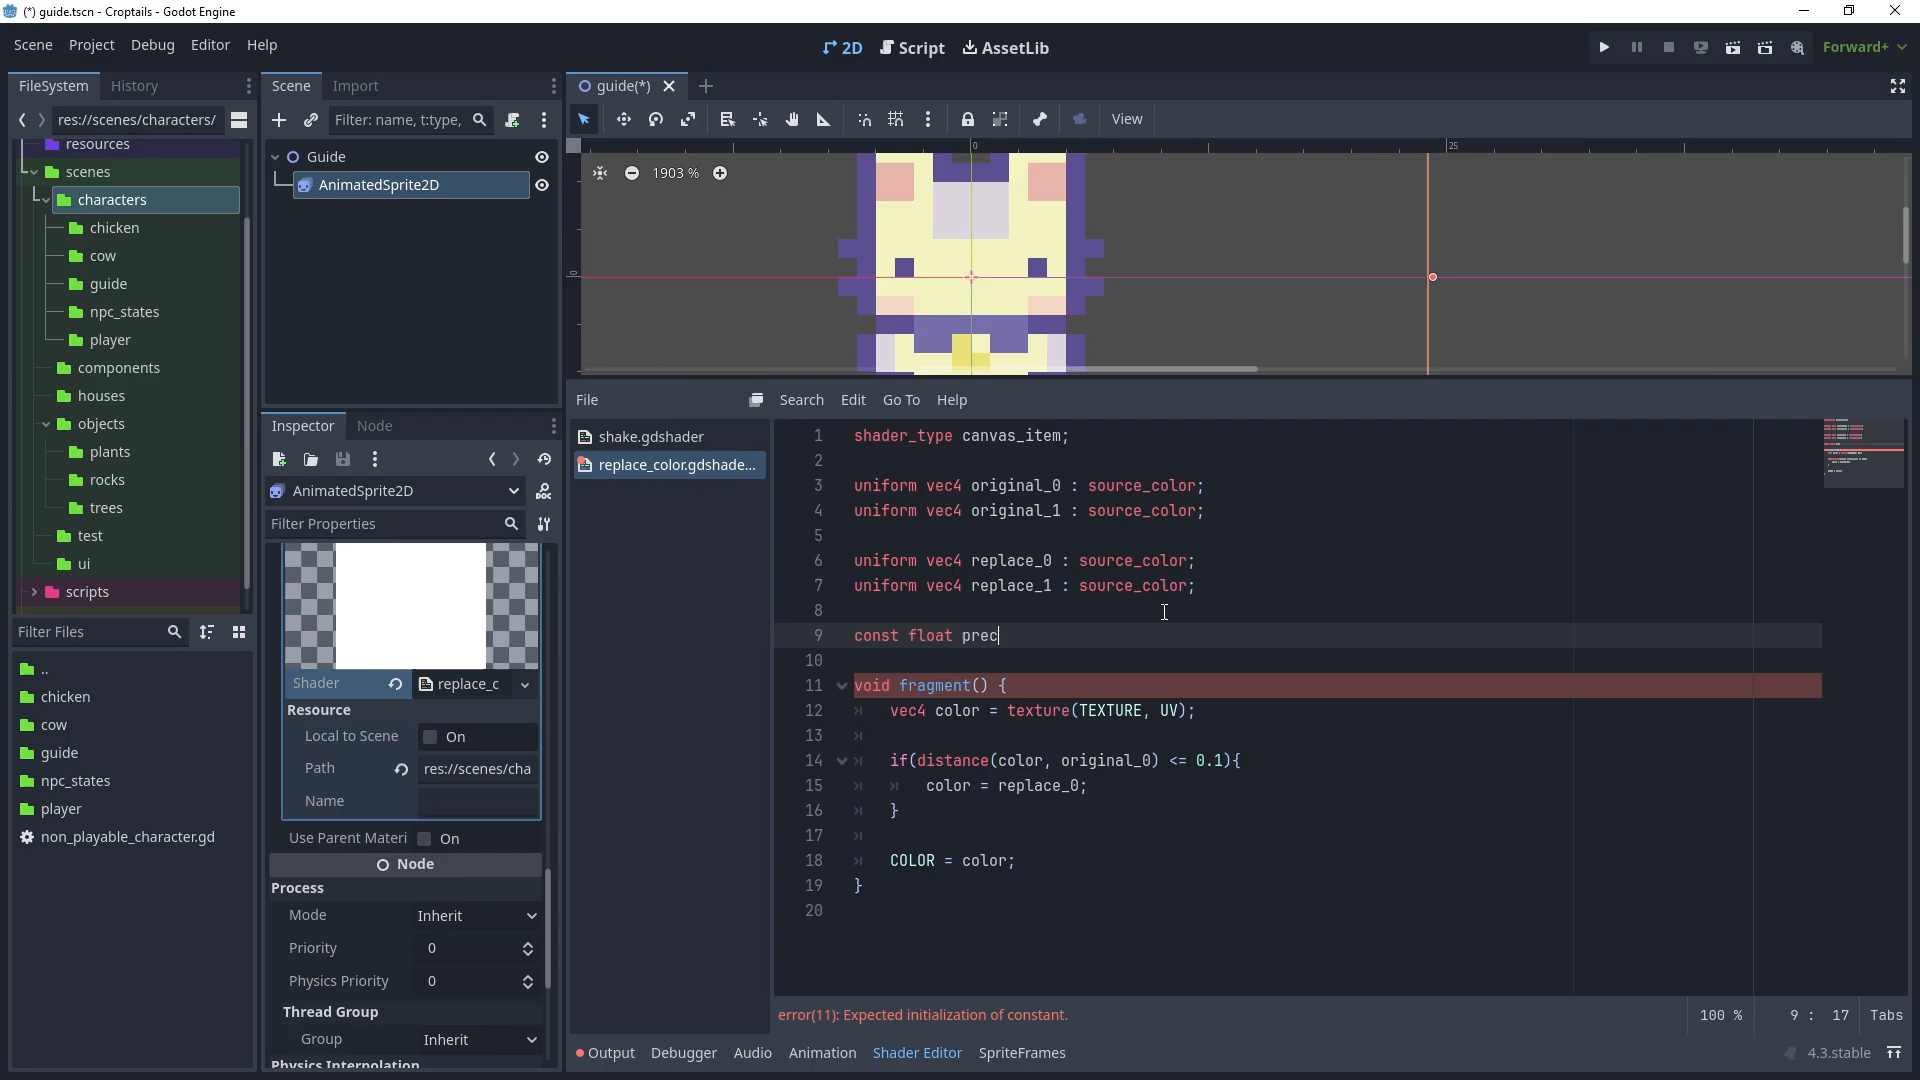 (*) guide.tscn - Croptails - Godot Engine
Scene Project Debug Editor Help
2D Script AssetLib
Forward+
FileSystem History
res://scenes/characters/
resources
scenes
characters
chicken
cow
guide
npc_states
player
components
houses
objects
plants
rocks
trees
test
ui
scripts
Filter Files
..
chicken
cow
guide
npc_states
player
non_playable_character.gd
Scene Import
Filter: name, t:type,
Guide
AnimatedSprite2D
Inspector Node
AnimatedSprite2D
Filter Properties
Shader replace_c
Resource
Local to Scene On
Path res://scenes/cha
Name
Use Parent Materi On
Node
Process
Mode Inherit
Priority 0
Physics Priority 0
Thread Group
Group Inherit
Physics Interpolation
guide(*)
View
0 25
0
1903 %
File Search Edit Go To Help
shake.gdshader
replace_color.gdshade...
1 shader_type canvas_item;
2
3 uniform vec4 original_0 : source_color;
4 uniform vec4 original_1 : source_color;
5
6 uniform vec4 replace_0 : source_color;
7 uniform vec4 replace_1 : source_color;
8
9 const float prec
10
11 void fragment() {
12 vec4 color = texture(TEXTURE, UV);
13
14 if(distance(color, original_0) <= 0.1){
15 color = replace_0;
16 }
17
18 COLOR = color;
19 }
20
error(11): Expected initialization of constant.
100 % 9 : 17 Tabs
Output Debugger Audio Animation Shader Editor SpriteFrames
4.3.stable